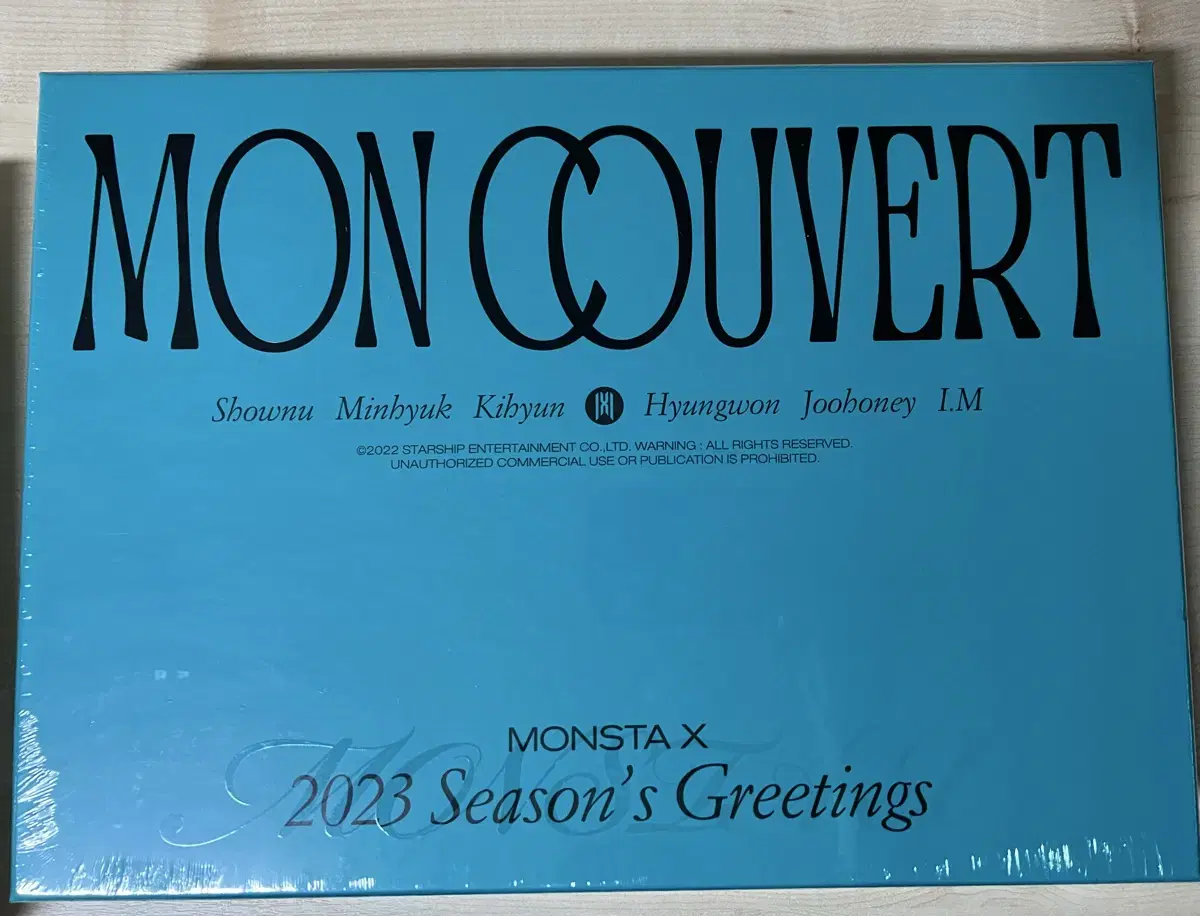 MON COUVERT
Shownu Minhyuk Kihyun Hyungwon Joohoney I.M
©2022 STARSHIP ENTERTAINMENT CO.,LTD. WARNING : ALL RIGHTS RESERVED.
UNAUTHORIZED COMMERCIAL USE OR PUBLICATION IS PROHIBITED.
MONSTA X
2023 Season's Greetings